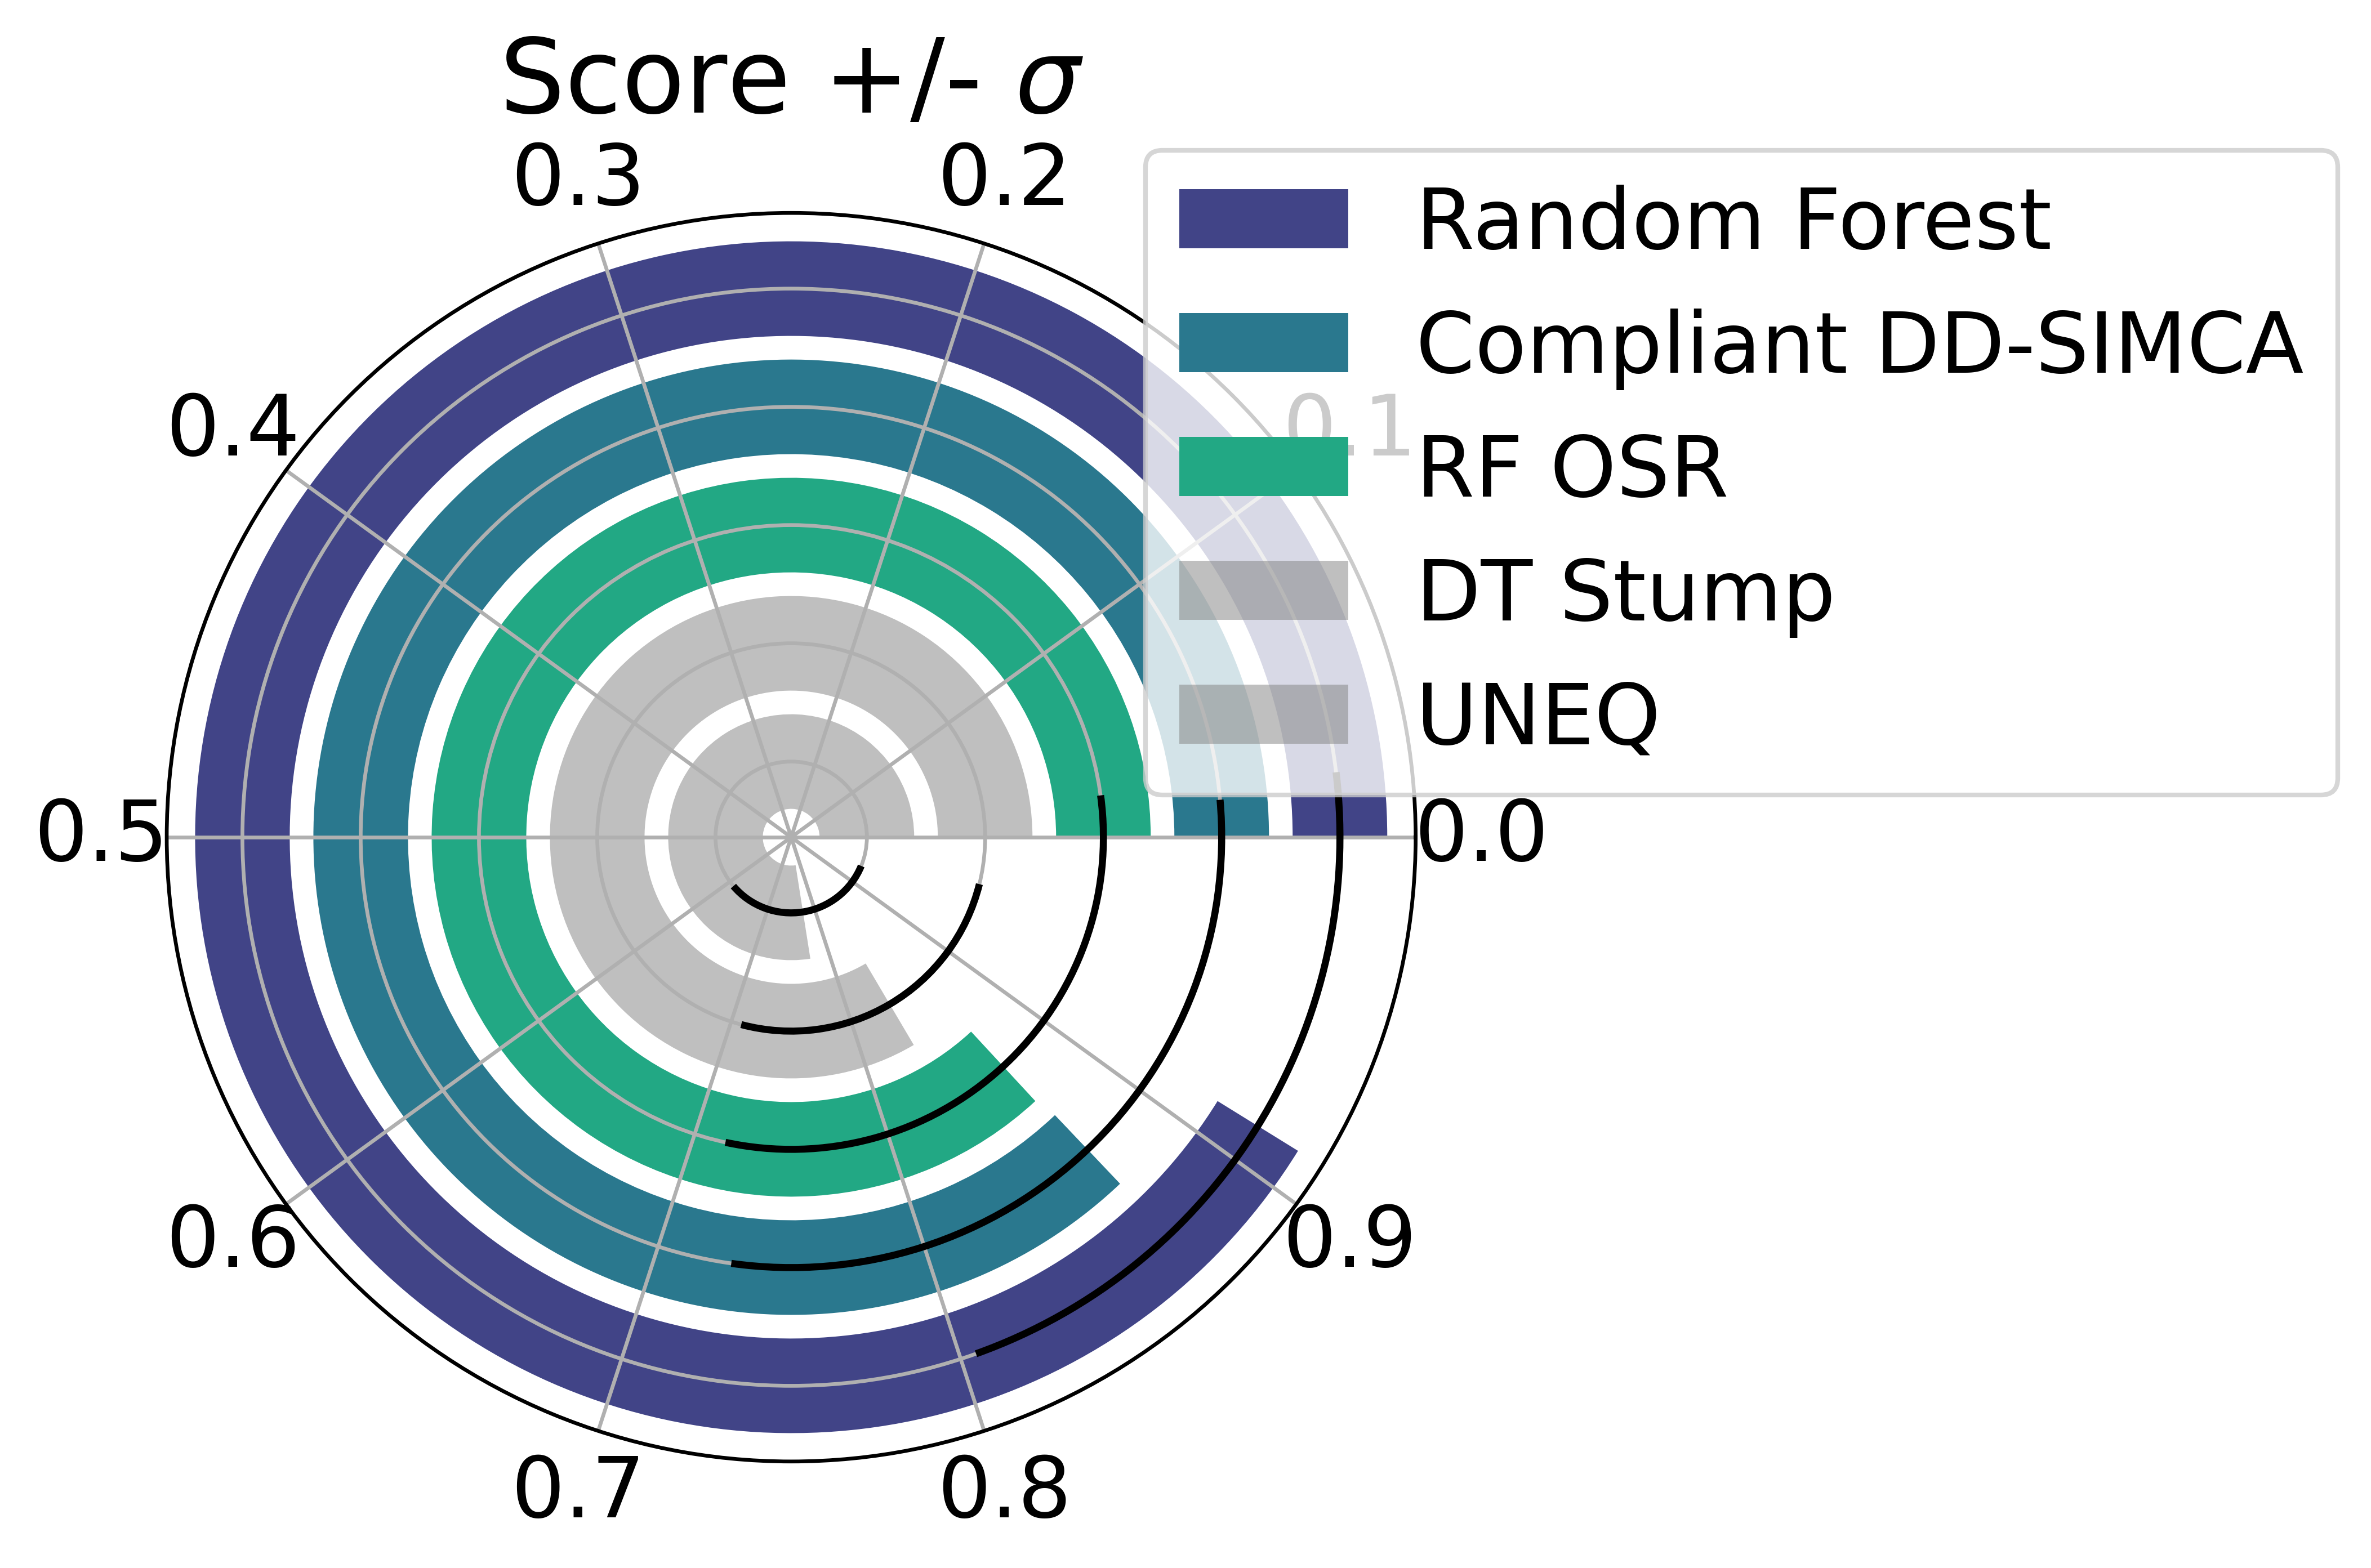 Score +/- σ
0.3
0.2
Random Forest
Compliant DD-SIMCA
0.4
0.1
RF OSR
DT Stump
UNEQ
0.5
0.0
0.6
0.9
0.7
0.8